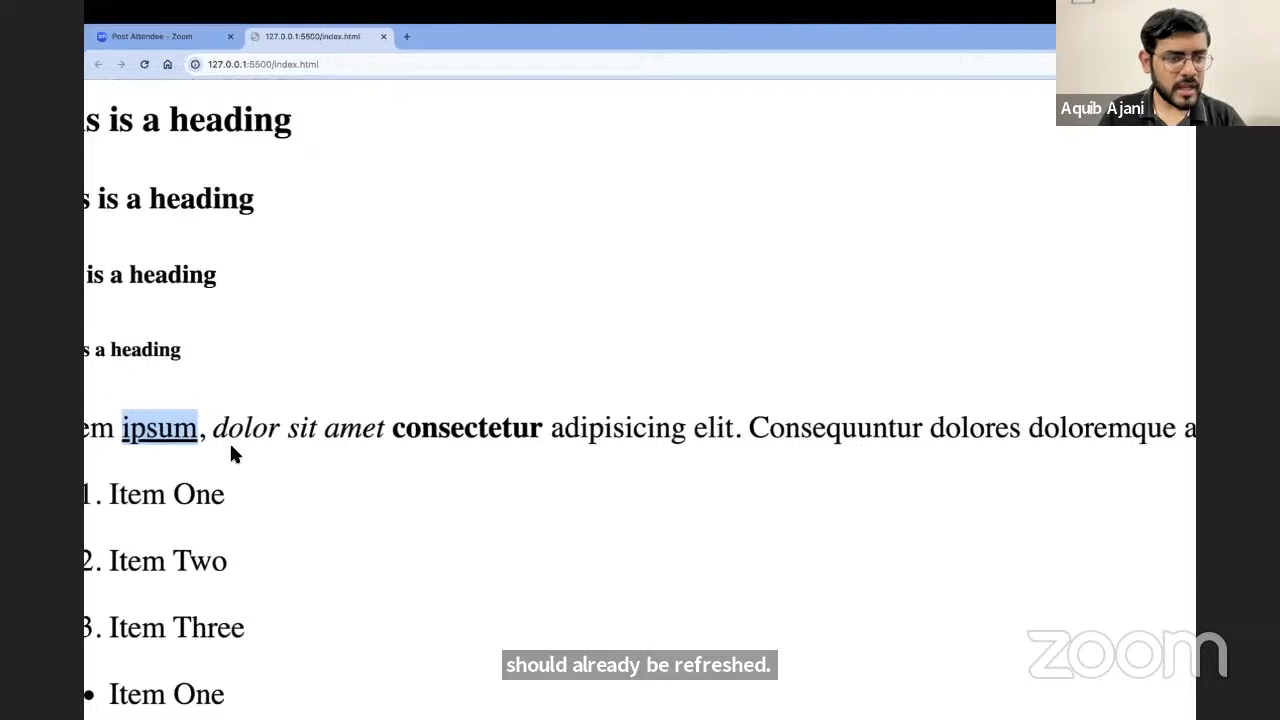 Post Attendee - Zoom
127.0.0.1:5500/index.html
127.0.0.1:5500/index.html
Aquib Ajani
is is a heading
s is a heading
is a heading
s a heading
em ipsum, dolor sit amet consectetur adipisicing elit. Consequuntur dolores doloremque a
1. Item One
2. Item Two
3. Item Three
• Item One
should already be refreshed.
zoom